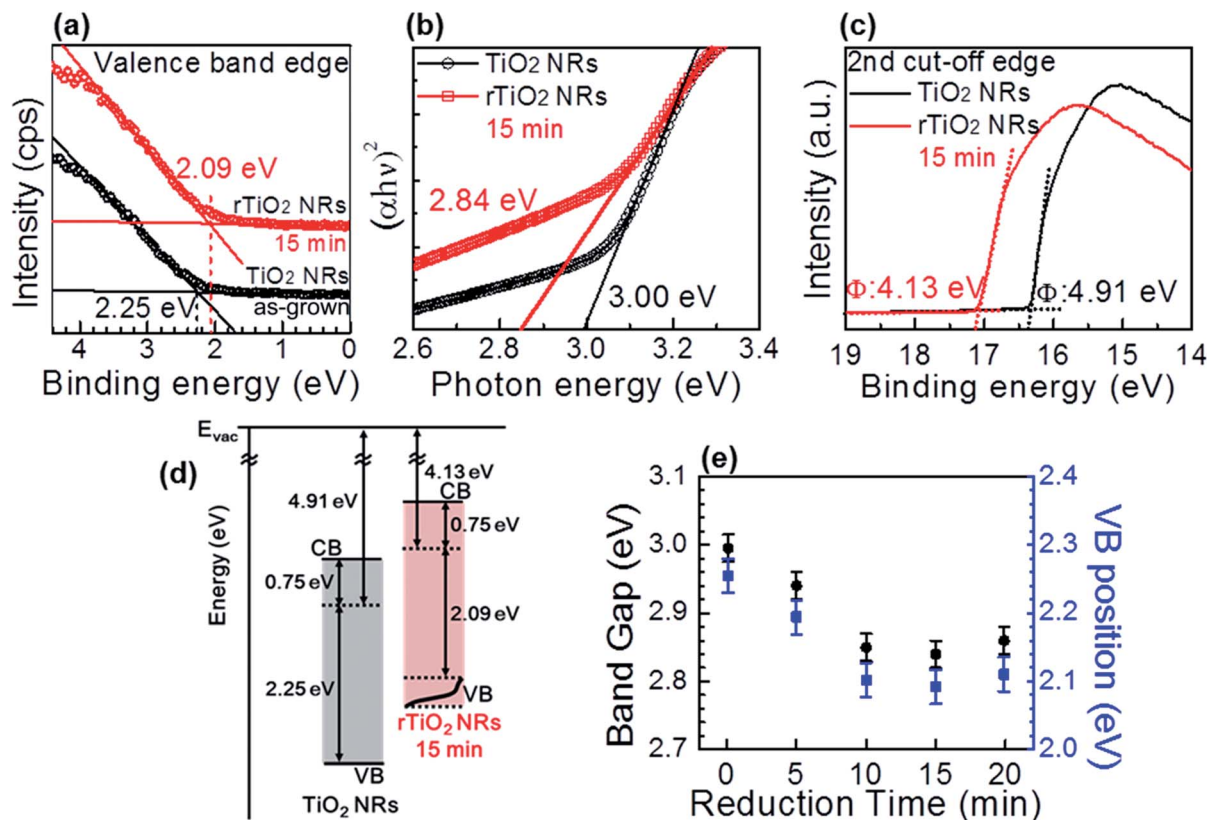 (a)
Valence band edge
2.09 eV
rTiO2 NRs
15 min
TiO2 NRs
2.25 eV
as-grown
Intensity (cps)
4 3 2 1 0
Binding energy (eV)
(b)
TiO2 NRs
rTiO2 NRs
15 min
2.84 eV
3.00 eV
(αhν)²
2.6 2.8 3.0 3.2 3.4
Photon energy (eV)
(c)
2nd cut-off edge
TiO2 NRs
rTiO2 NRs
15 min
Φ:4.13 eV
Φ:4.91 eV
Intensity (a.u.)
19 18 17 16 15 14
Binding energy (eV)
(d)
Evac
Energy (eV)
4.91 eV
4.13 eV
CB
0.75 eV
CB
0.75 eV
2.09 eV
2.25 eV
VB
rTiO2 NRs
15 min
VB
TiO2 NRs
(e)
Band Gap (eV)
3.1
3.0
2.9
2.8
2.7
2.4
2.3
2.2
2.1
2.0
VB position (eV)
0 5 10 15 20
Reduction Time (min)